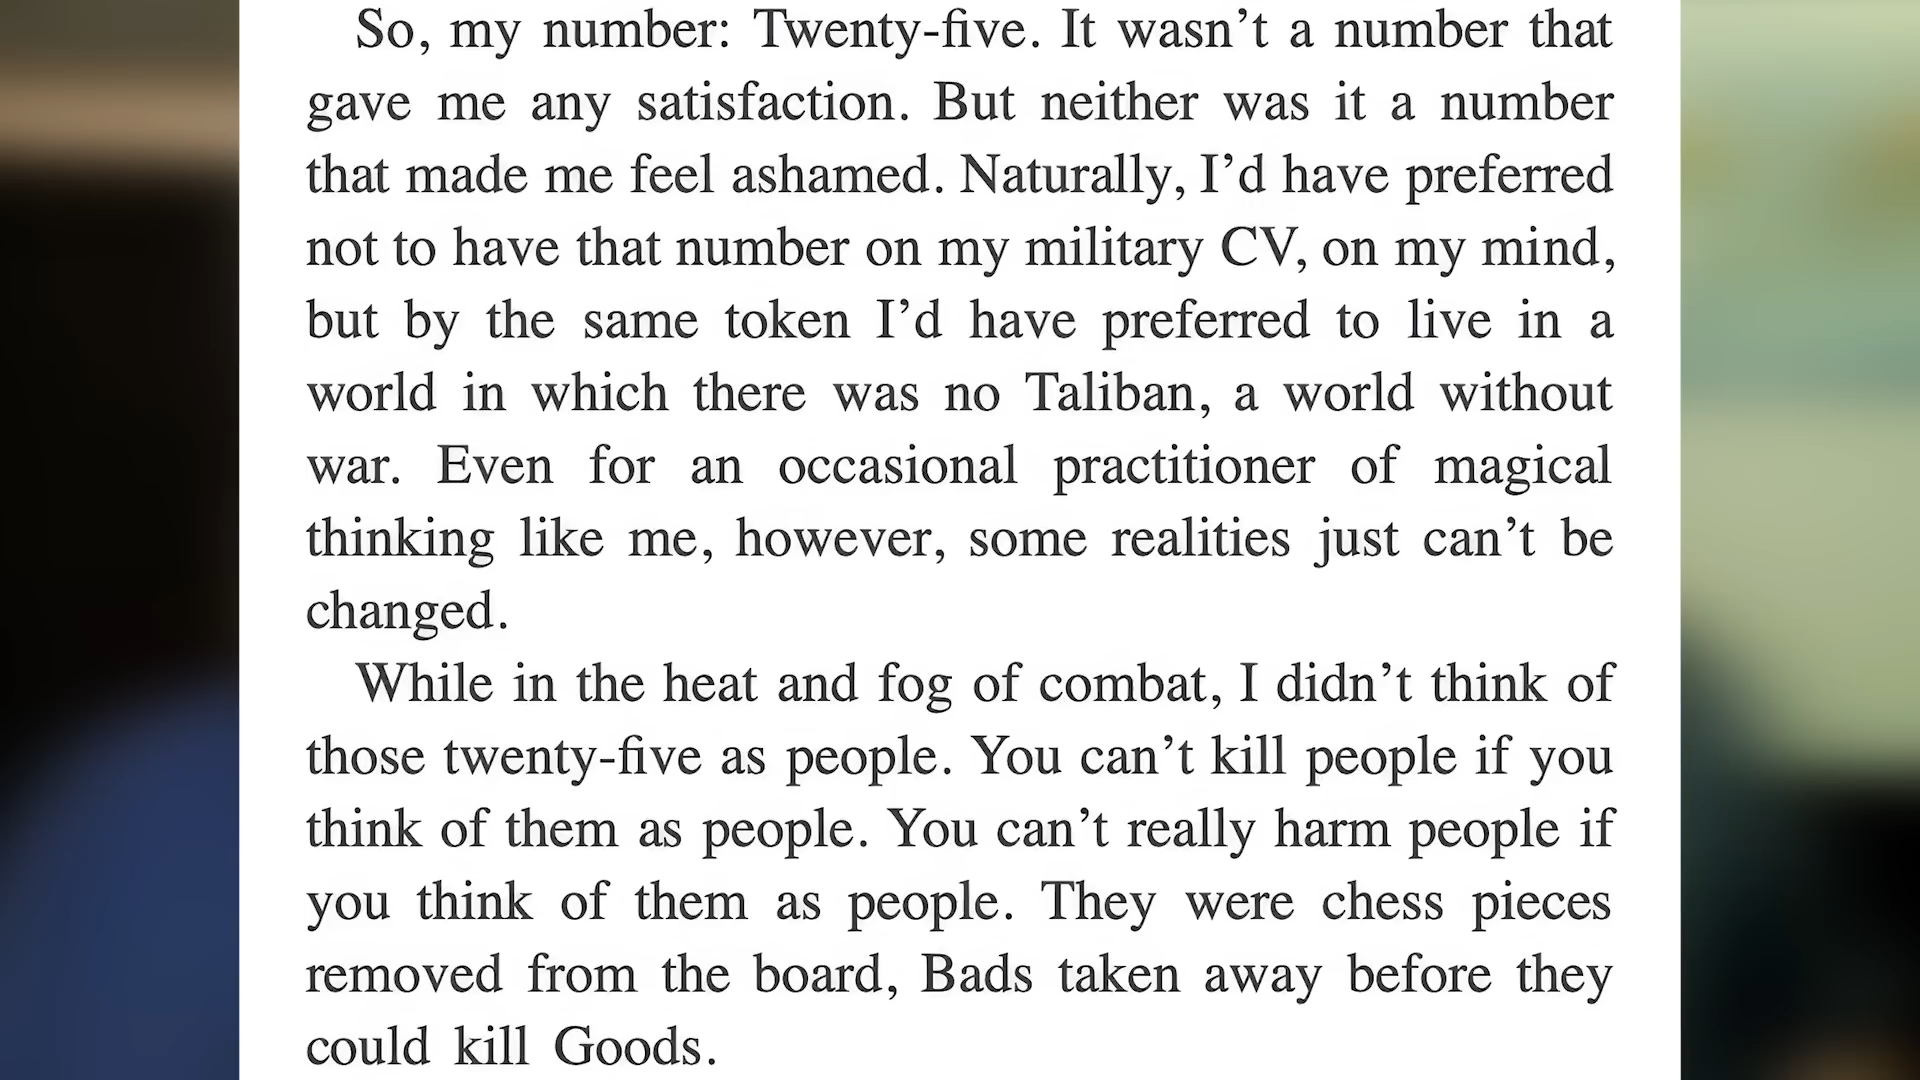 So, my number: Twenty-five. It wasn’t a number that
gave me any satisfaction. But neither was it a number
that made me feel ashamed. Naturally, I’d have preferred
not to have that number on my military CV, on my mind,
but by the same token I’d have preferred to live in a
world in which there was no Taliban, a world without
war. Even for an occasional practitioner of magical
thinking like me, however, some realities just can’t be
changed.
While in the heat and fog of combat, I didn’t think of
those twenty-five as people. You can’t kill people if you
think of them as people. You can’t really harm people if
you think of them as people. They were chess pieces
removed from the board, Bads taken away before they
could kill Goods.